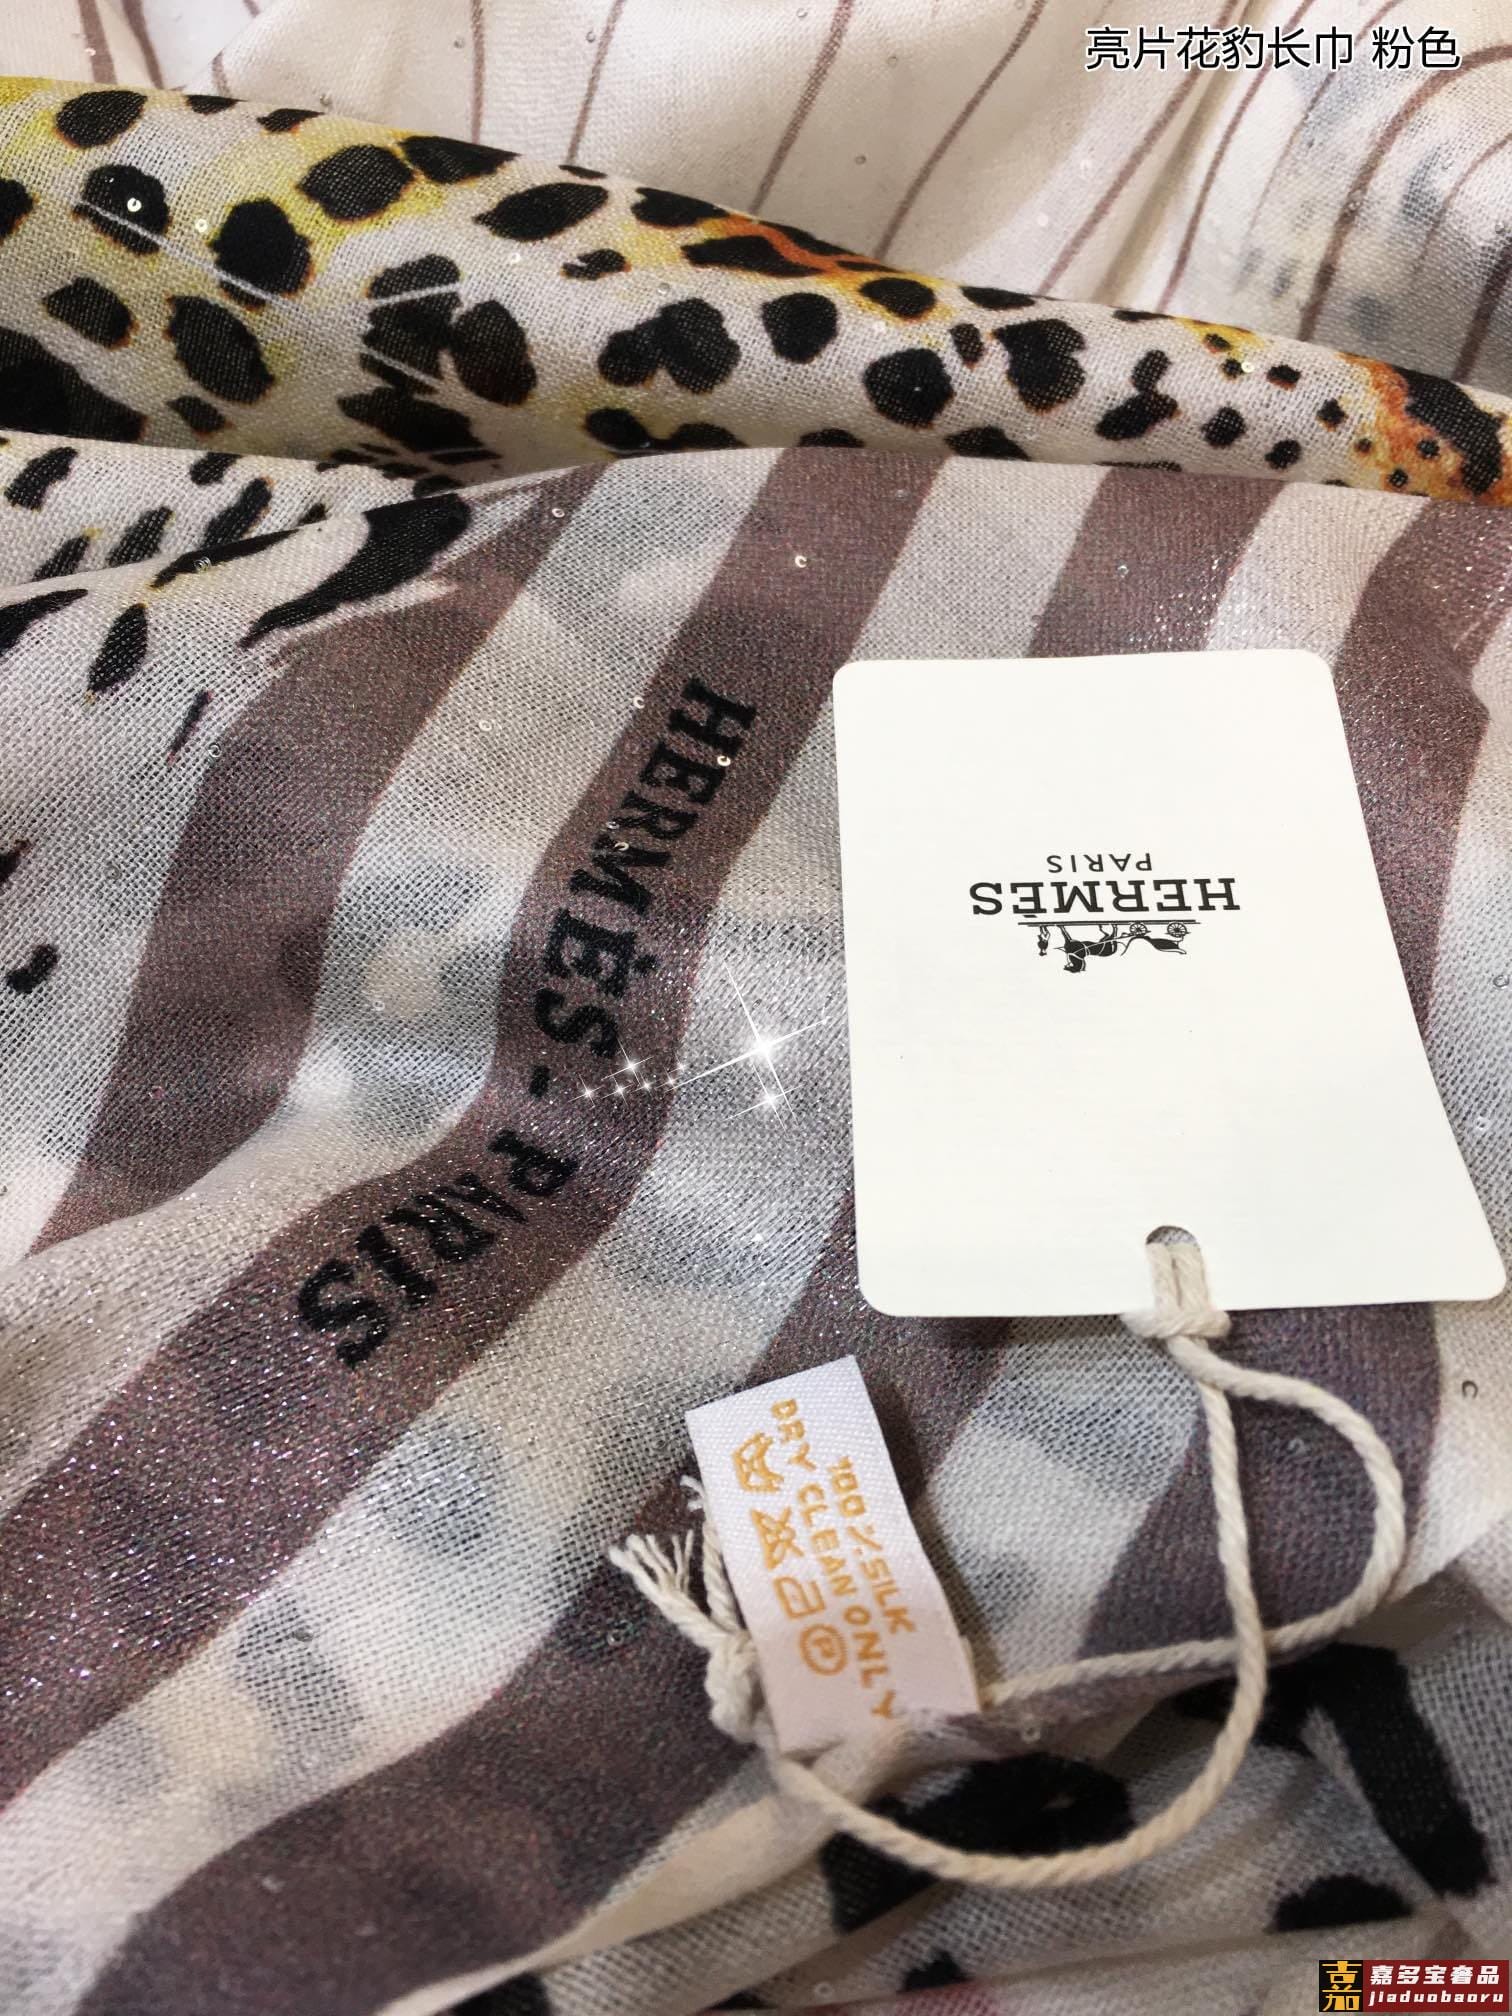 亮片花豹长巾 粉色
HERMÈS - PARIS
HERMÈS
PARIS
100%SILK
DRY CLEAN ONLY
P
嘉
嘉多宝奢品
jiaduobaoru